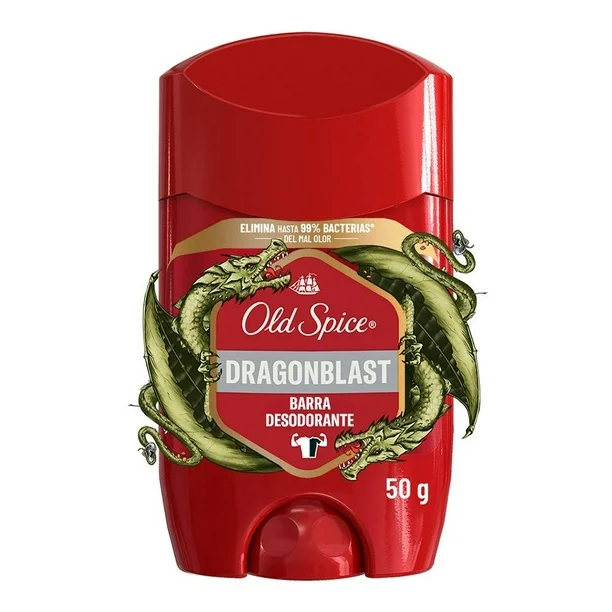 ELIMINA HASTA 99% BACTERIAS*
DEL MAL OLOR
Old Spice®
DRAGONBLAST
BARRA
DESODORANTE
50 g